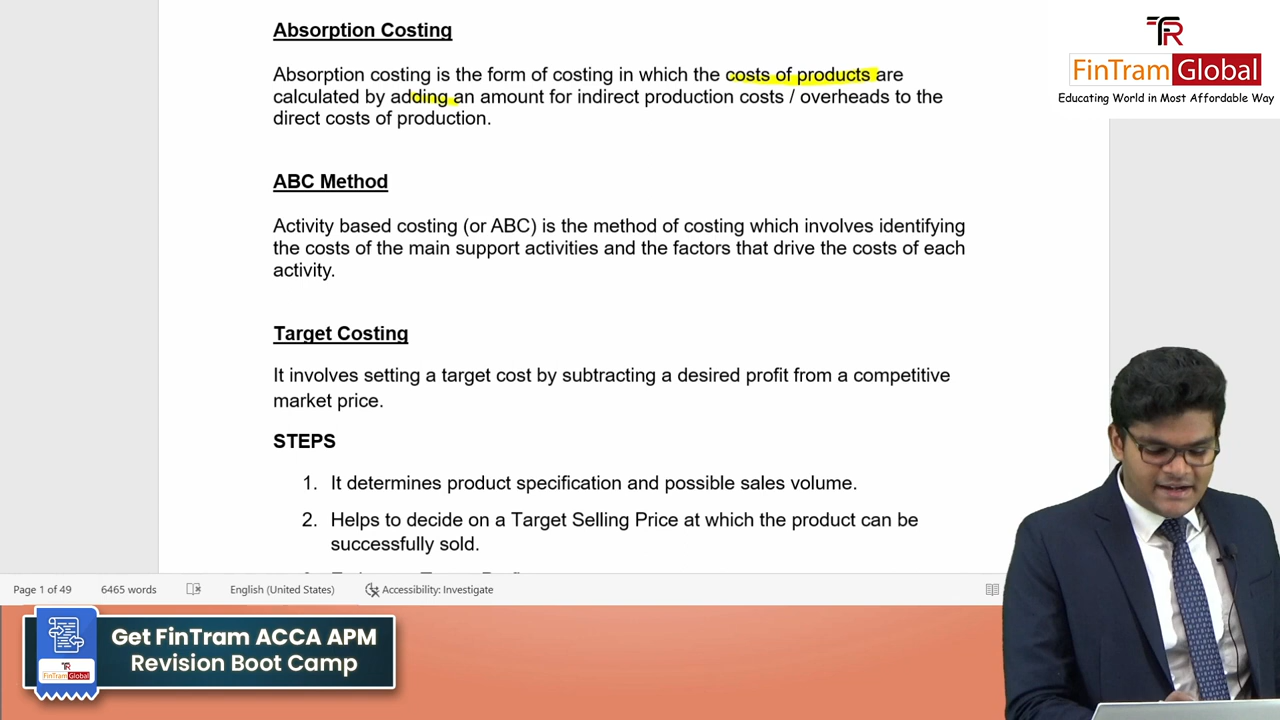 Absorption Costing
Absorption costing is the form of costing in which the costs of products are
calculated by adding an amount for indirect production costs / overheads to the
direct costs of production.
ABC Method
Activity based costing (or ABC) is the method of costing which involves identifying
the costs of the main support activities and the factors that drive the costs of each
activity.
Target Costing
It involves setting a target cost by subtracting a desired profit from a competitive
market price.
STEPS
1. It determines product specification and possible sales volume.
2. Helps to decide on a Target Selling Price at which the product can be
successfully sold.
Page 1 of 49 6465 words English (United States) Accessibility: Investigate
TR
FinTram Global
Educating World in Most Affordable Way
TR
FinTram Global
Get FinTram ACCA APM
Revision Boot Camp